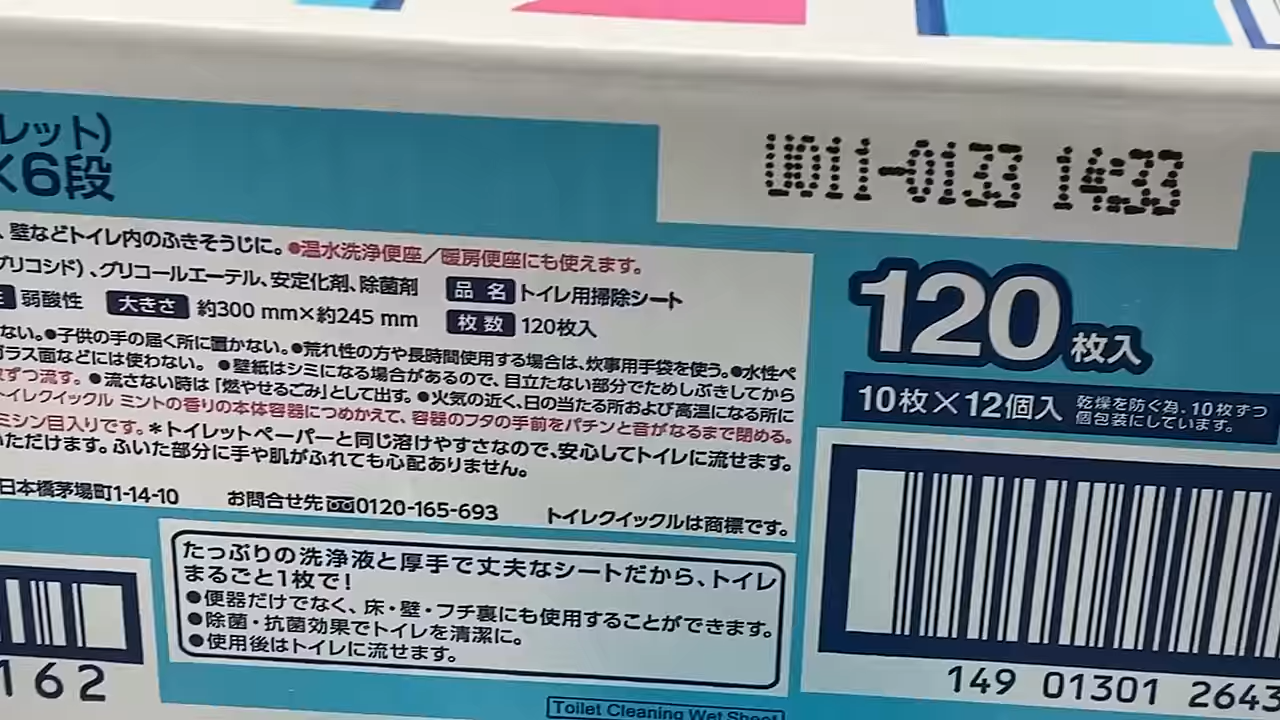 レット)
×6段
U011-0133 14:33
、壁などトイレ内のふきそうじに。●温水洗浄便座／暖房便座にも使えます。
グリコシド)、グリコールエーテル、安定化剤、除菌剤 品名 トイレ用掃除シート
弱酸性 大きさ 約300 mm×約245 mm 枚数 120枚入
ない。●子供の手の届く所に置かない。●荒れ性の方や長時間使用する場合は、炊事用手袋を使う。●水性ペ
ガラス面などには使わない。 ●壁紙はシミになる場合があるので、目立たない部分でためしぶきしてから
ずつ流す。●流さない時は「燃やせるごみ」として出す。●火気の近く、日の当たる所および高温になる所に
トイレクイックル ミントの香りの本体容器につめかえて、容器のフタの手前をパチンと音がなるまで閉める。
ミシン目入りです。＊トイレットペーパーと同じ溶けやすさなので、安心してトイレに流せます。
いただけます。ふいた部分に手や肌がふれても心配ありません。
日本橋茅場町1-14-10 お問合せ先 0120-165-693 トイレクイックルは商標です。
120枚入
10枚×12個入 乾燥を防ぐ為、10枚ずつ
個包装にしています。
たっぷりの洗浄液と厚手で丈夫なシートだから、トイレ
まるごと1枚で!
●便器だけでなく、床・壁・フチ裏にも使用することができます。
●除菌・抗菌効果でトイレを清潔に。
●使用後はトイレに流せます。
162
149 01301 2643
Toilet Cleaning Wet Sheet